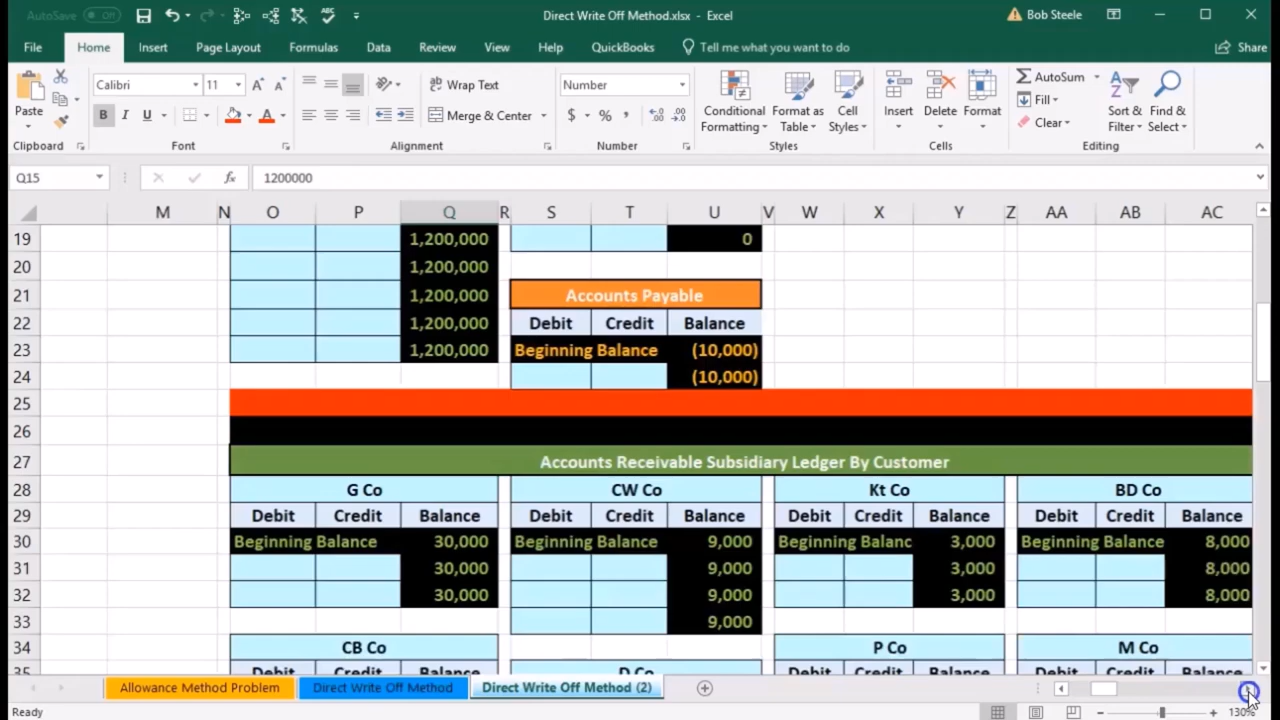 AutoSave Off Direct Write Off Method.xlsx - Excel Bob Steele
File Home Insert Page Layout Formulas Data Review View Help QuickBooks Tell me what you want to do Share
Calibri 11 Wrap Text Number AutoSum
Paste Merge & Center Conditional Formatting Format as Table Cell Styles Insert Delete Format Fill Clear Sort & Filter Find & Select
Clipboard Font Alignment Number Styles Cells Editing
Q15 fx 1200000
M N O P Q R S T U V W X Y Z AA AB AC
19 1,200,000 0
20 1,200,000
21 1,200,000 Accounts Payable
22 1,200,000 Debit Credit Balance
23 1,200,000 Beginning Balance (10,000)
24 (10,000)
25
26
27 Accounts Receivable Subsidiary Ledger By Customer
28 G Co CW Co Kt Co BD Co
29 Debit Credit Balance Debit Credit Balance Debit Credit Balance Debit Credit Balance
30 Beginning Balance 30,000 Beginning Balance 9,000 Beginning Balanc 3,000 Beginning Balance 8,000
31 30,000 9,000 3,000 8,000
32 30,000 9,000 3,000 8,000
33 9,000
34 CB Co P Co M Co
35 Debit Credit Balance D Co Debit Credit Balance Debit Credit Balance
Allowance Method Problem Direct Write Off Method Direct Write Off Method (2)
Ready 130%